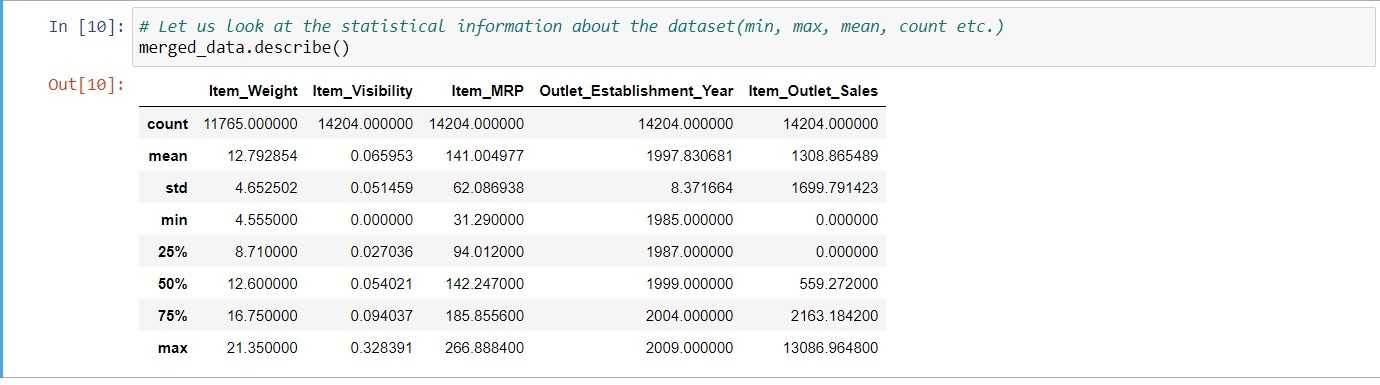 In [10]: # Let us look at the statistical information about the dataset(min, max, mean, count etc.)
merged_data.describe()
Out[10]:
Item_Weight Item_Visibility Item_MRP Outlet_Establishment_Year Item_Outlet_Sales
count 11765.000000 14204.000000 14204.000000 14204.000000 14204.000000
mean 12.792854 0.065953 141.004977 1997.830681 1308.865489
std 4.652502 0.051459 62.086938 8.371664 1699.791423
min 4.555000 0.000000 31.290000 1985.000000 0.000000
25% 8.710000 0.027036 94.012000 1987.000000 0.000000
50% 12.600000 0.054021 142.247000 1999.000000 559.272000
75% 16.750000 0.094037 185.855600 2004.000000 2163.184200
max 21.350000 0.328391 266.888400 2009.000000 13086.964800